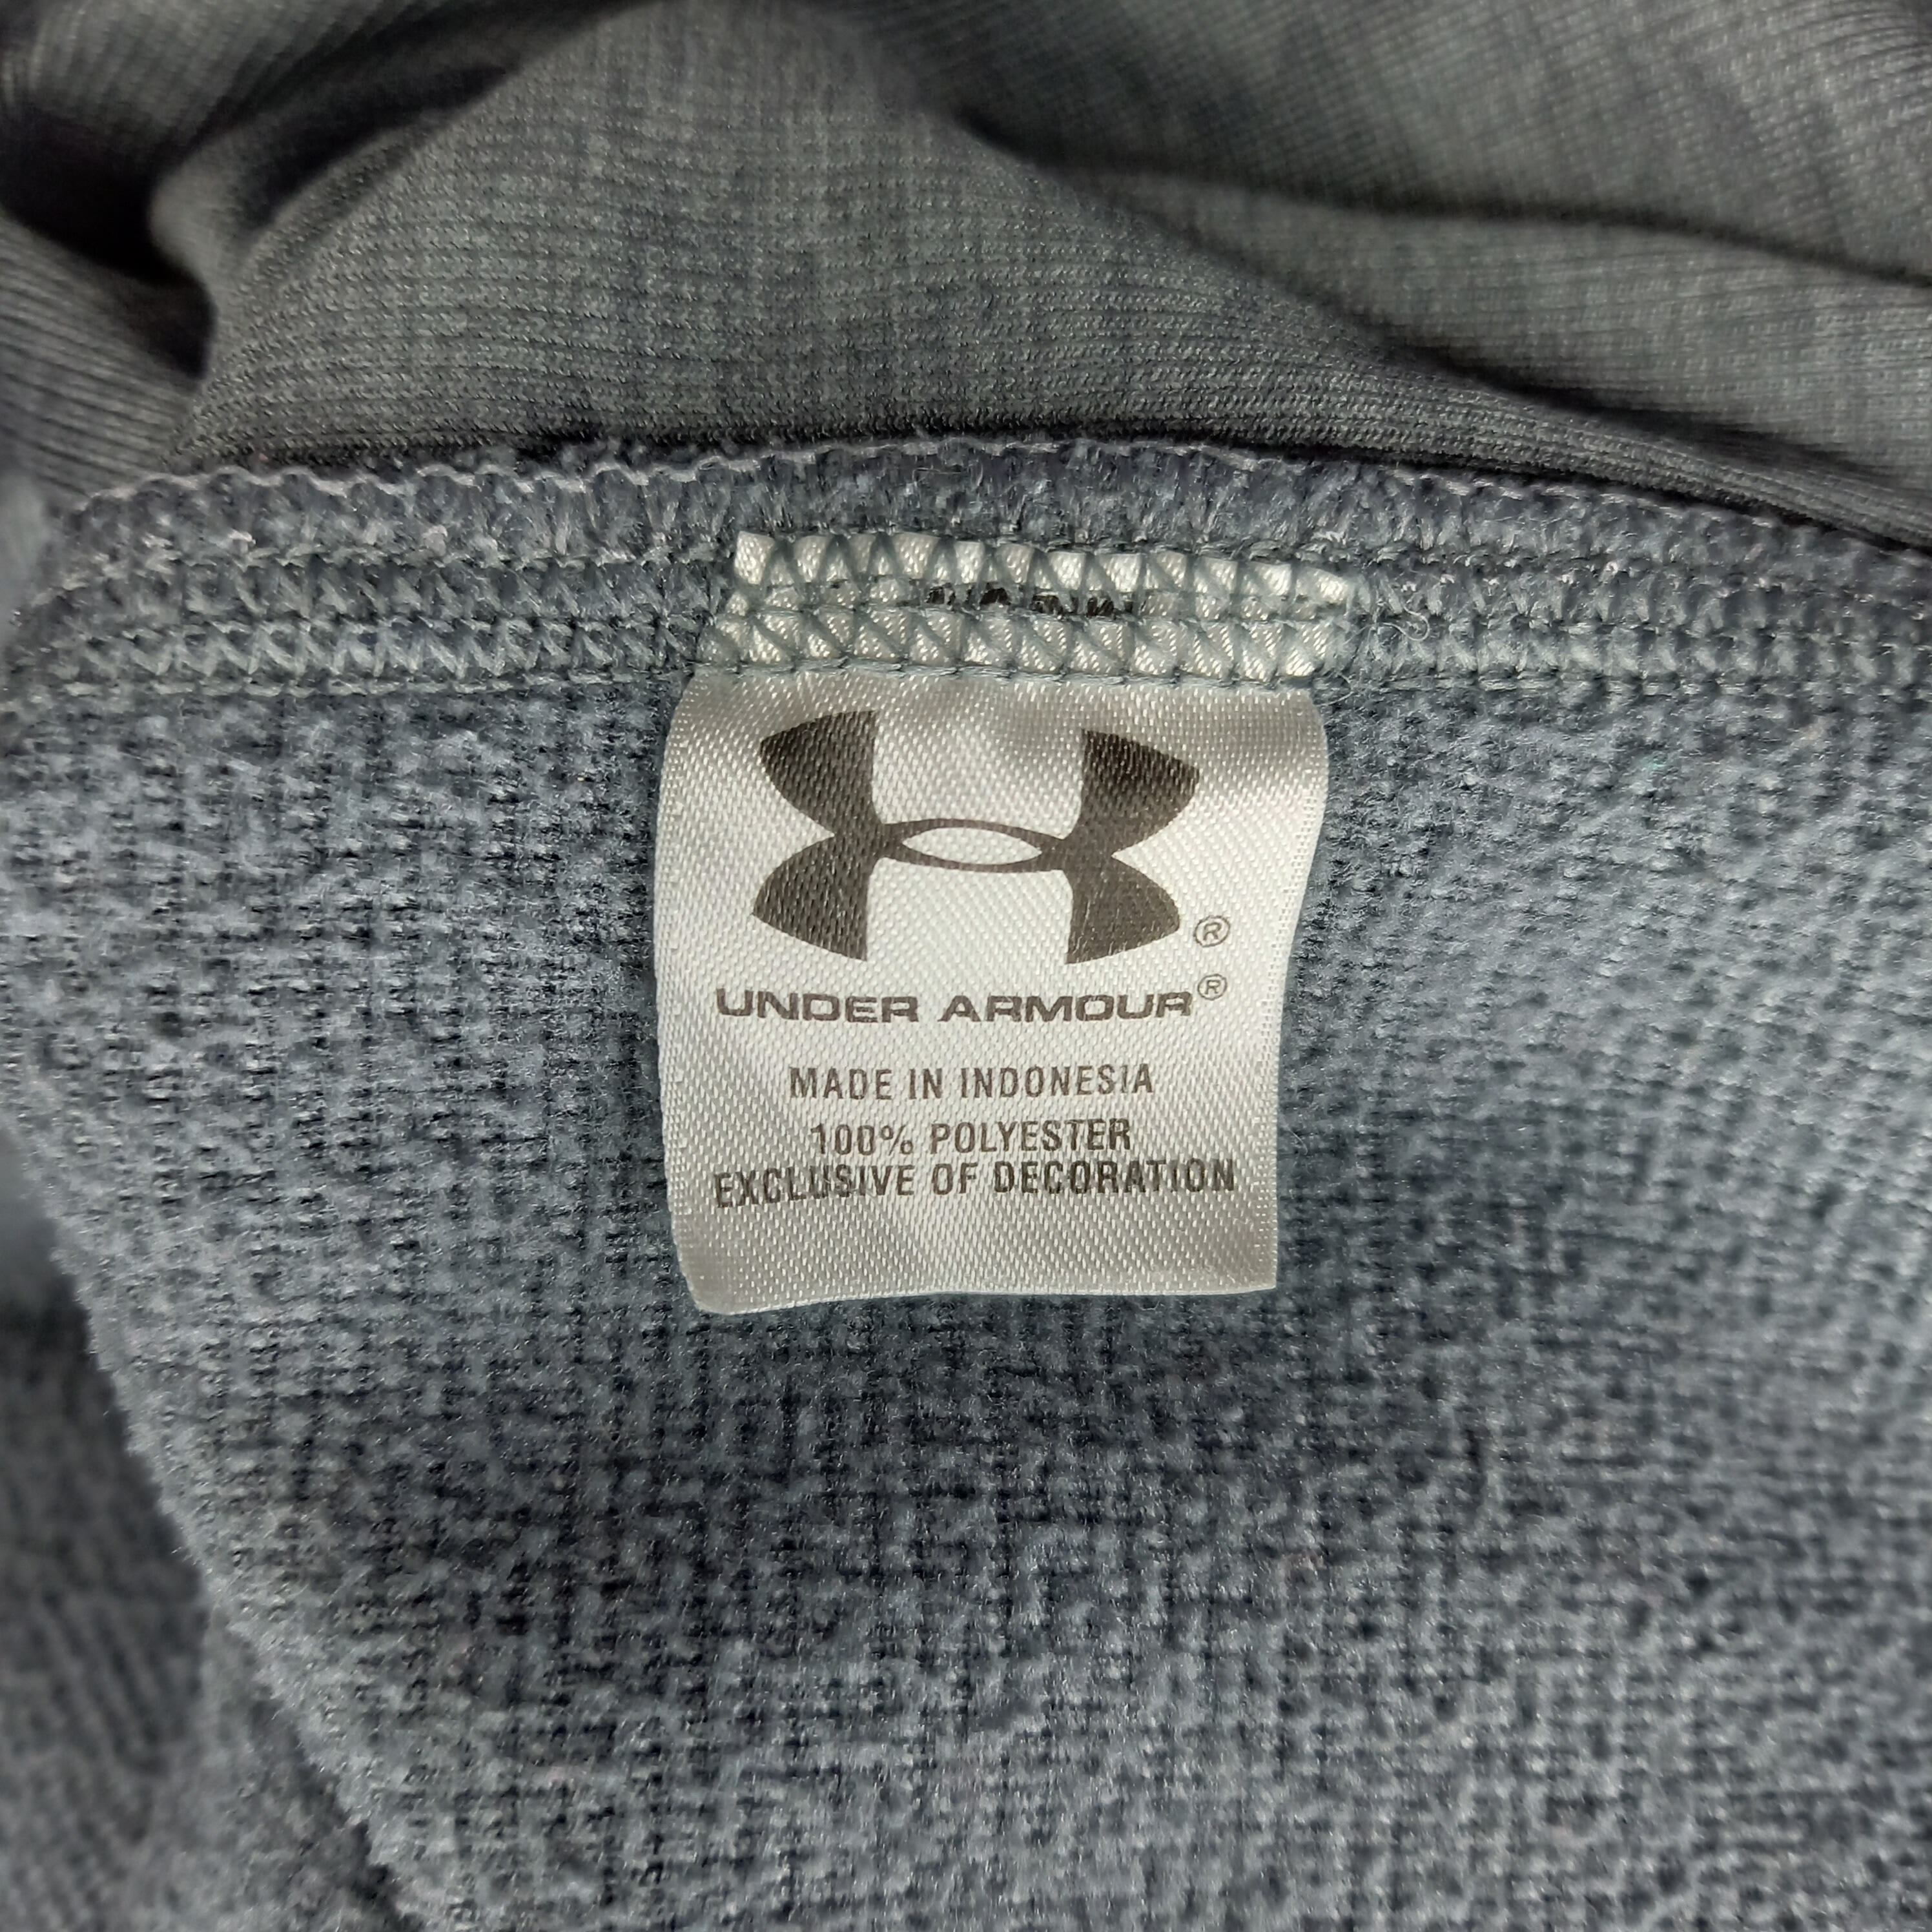 ®
UNDER ARMOUR®
MADE IN INDONESIA
100% POLYESTER
EXCLUSIVE OF DECORATION